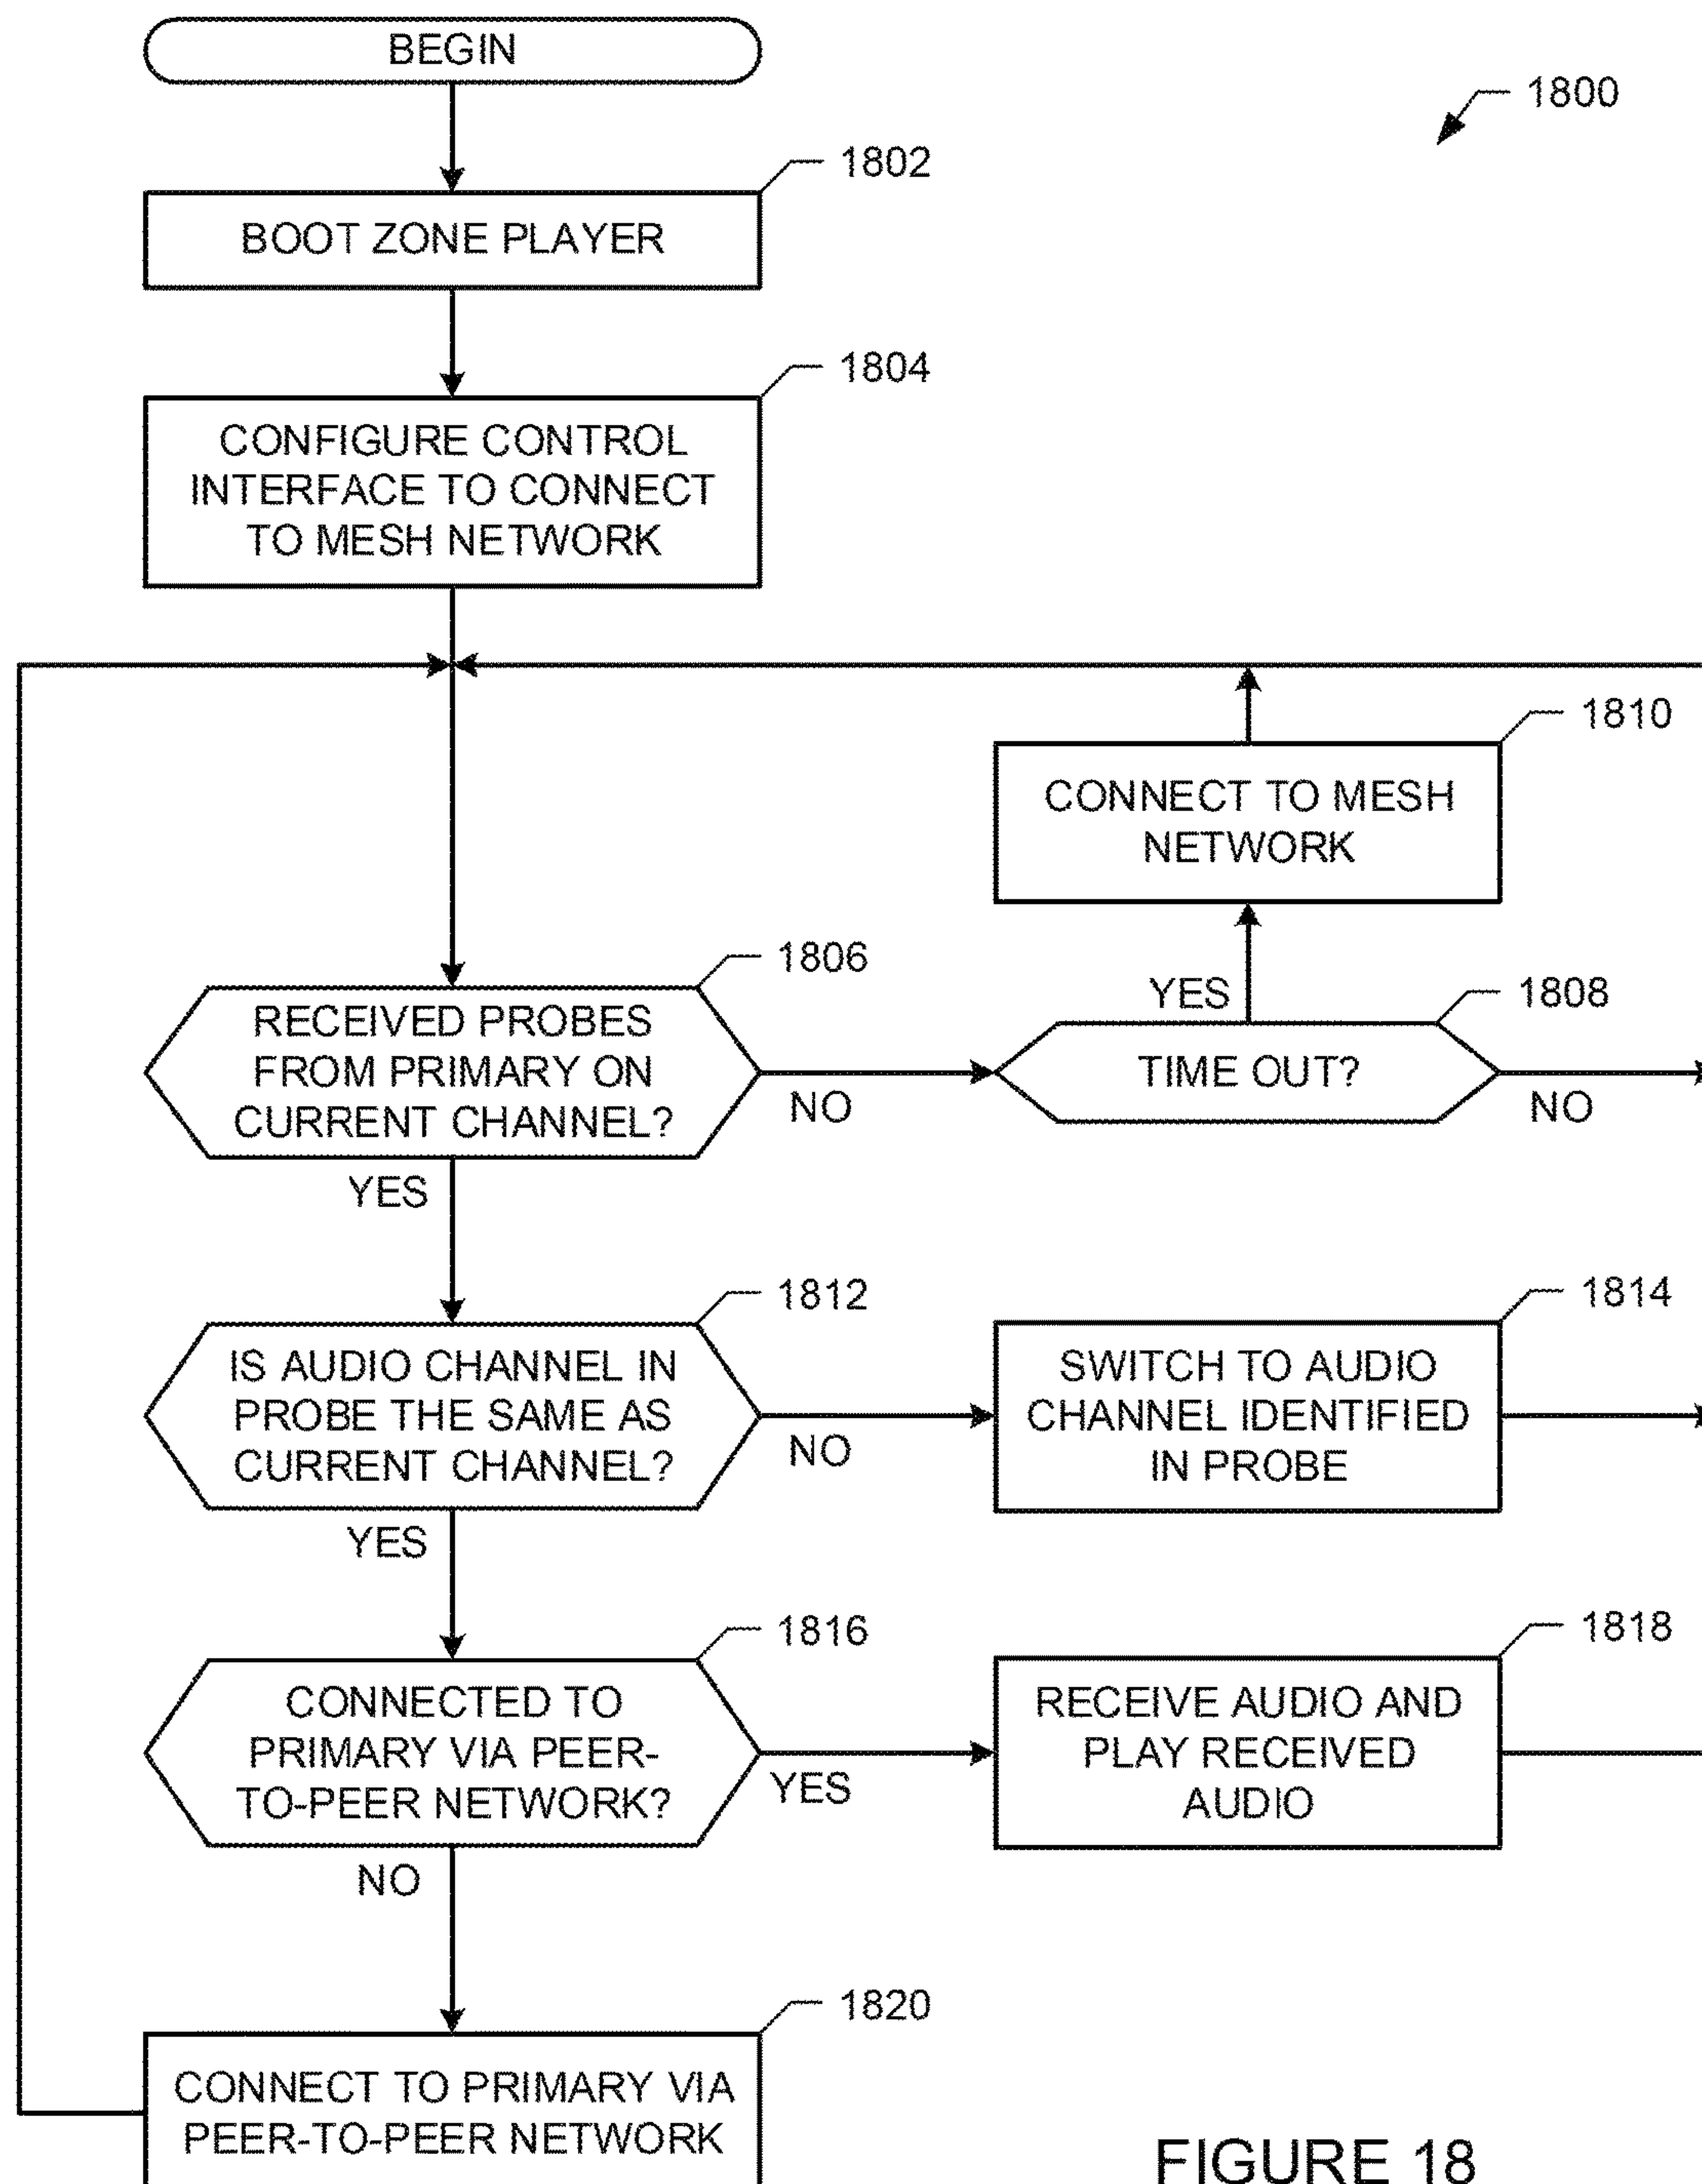 BEGIN
1800
1802
BOOT ZONE PLAYER
1804
CONFIGURE CONTROL
INTERFACE TO CONNECT
TO MESH NETWORK
1810
CONNECT TO MESH
NETWORK
1806
RECEIVED PROBES
FROM PRIMARY ON
CURRENT CHANNEL?
NO
YES
YES
1808
TIME OUT?
NO
1812
IS AUDIO CHANNEL IN
PROBE THE SAME AS
CURRENT CHANNEL?
NO
YES
1814
SWITCH TO AUDIO
CHANNEL IDENTIFIED
IN PROBE
1816
CONNECTED TO
PRIMARY VIA PEER-
TO-PEER NETWORK?
YES
NO
1818
RECEIVE AUDIO AND
PLAY RECEIVED
AUDIO
1820
CONNECT TO PRIMARY VIA
PEER-TO-PEER NETWORK
FIGURE 18